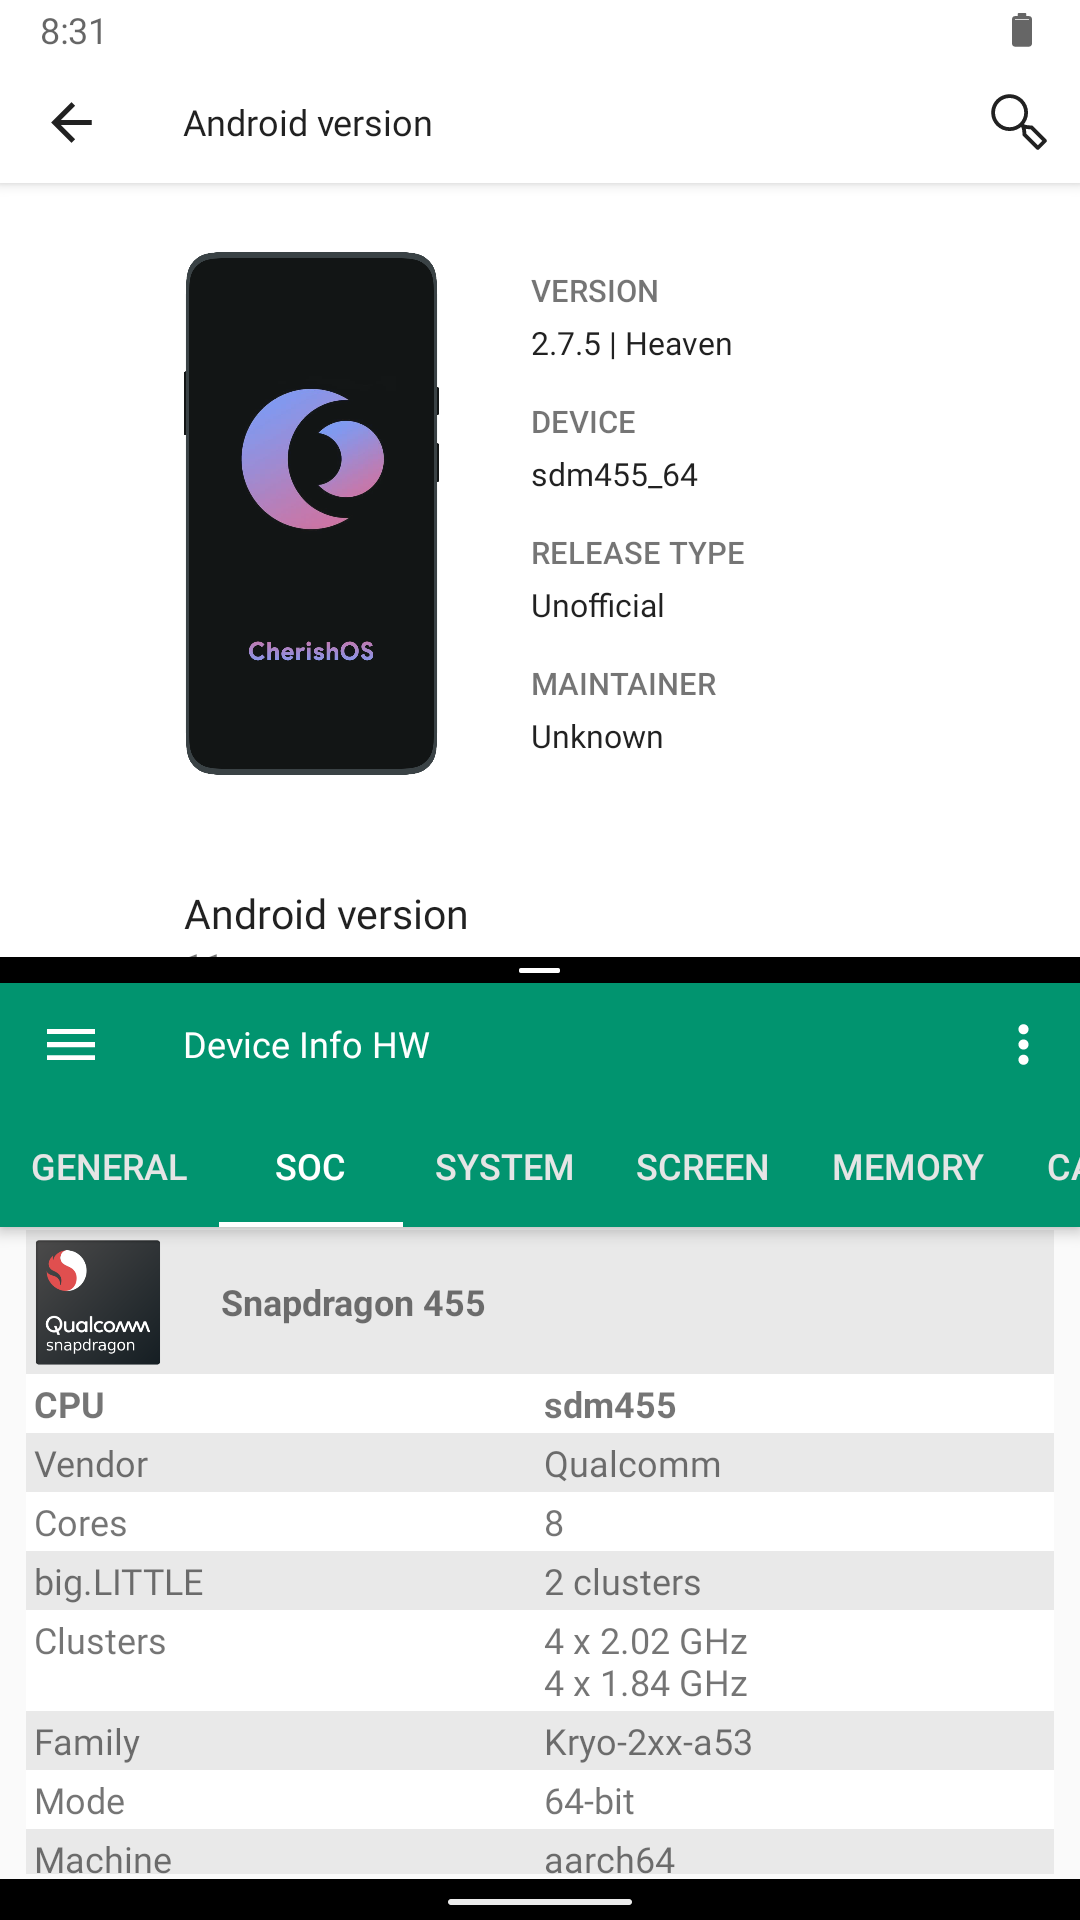 8:31
Android version
VERSION
2.7.5 | Heaven
DEVICE
sdm455_64
RELEASE TYPE
Unofficial
MAINTAINER
Unknown
CherishOS
Android version
Device Info HW
GENERAL SOC SYSTEM SCREEN MEMORY CA
Qualcomm
snapdragon
Snapdragon 455
CPU sdm455
Vendor Qualcomm
Cores 8
big.LITTLE 2 clusters
Clusters 4 x 2.02 GHz
4 x 1.84 GHz
Family Kryo-2xx-a53
Mode 64-bit
Machine aarch64